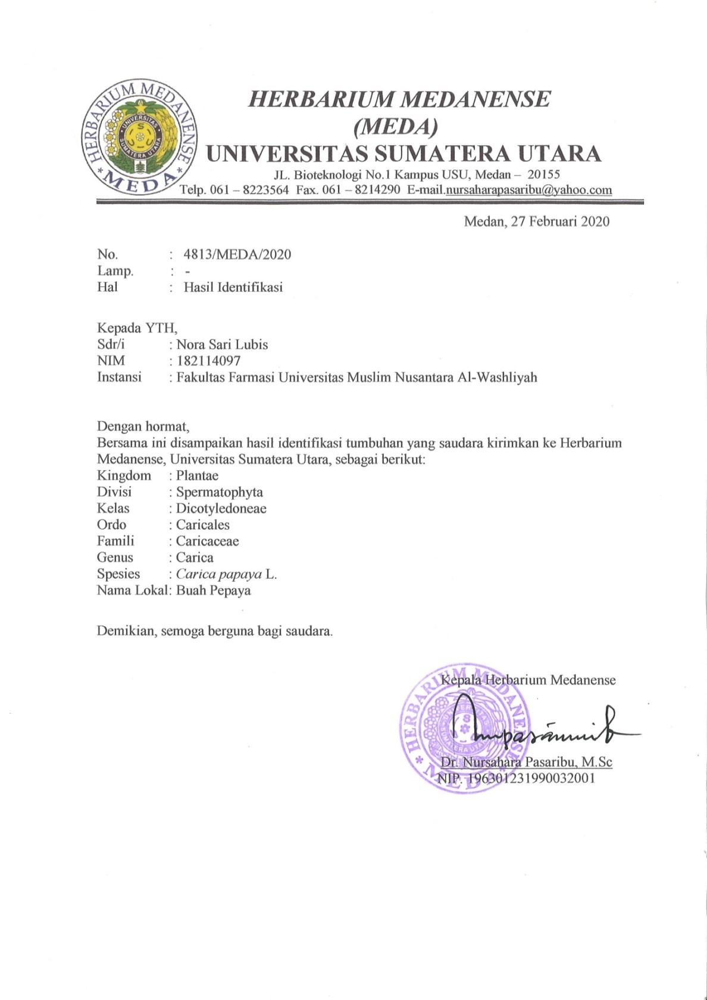 HERBARIUM MEDANENSE
* MEDA *
UNIVERSITAS
SUMATERA UTARA
HERBARIUM MEDANENSE
(MEDA)
UNIVERSITAS SUMATERA UTARA
JL. Bioteknologi No.1 Kampus USU, Medan – 20155
Telp. 061 – 8223564 Fax. 061 – 8214290 E-mail.nursaharapasaribu@yahoo.com
Medan, 27 Februari 2020
No. : 4813/MEDA/2020
Lamp. : -
Hal : Hasil Identifikasi
Kepada YTH,
Sdr/i : Nora Sari Lubis
NIM : 182114097
Instansi : Fakultas Farmasi Universitas Muslim Nusantara Al-Washliyah
Dengan hormat,
Bersama ini disampaikan hasil identifikasi tumbuhan yang saudara kirimkan ke Herbarium
Medanense, Universitas Sumatera Utara, sebagai berikut:
Kingdom : Plantae
Divisi : Spermatophyta
Kelas : Dicotyledoneae
Ordo : Caricales
Famili : Caricaceae
Genus : Carica
Spesies : Carica papaya L.
Nama Lokal: Buah Pepaya
Demikian, semoga berguna bagi saudara.
Kepala Herbarium Medanense
HERBARIUM MEDANENSE
* MEDA *
SUMATERA UTARA
Dr. Nursahara Pasaribu, M.Sc
NIP. 196301231990032001